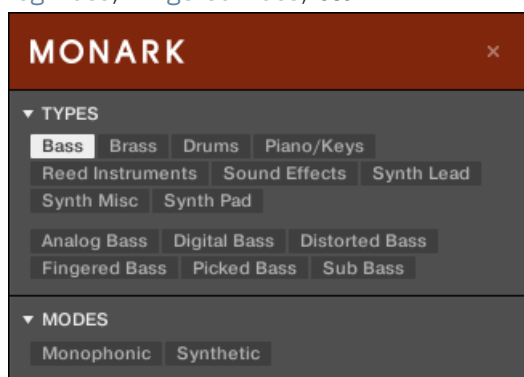 MONARK ×
TYPES
Bass Brass Drums Piano/Keys
Reed Instruments Sound Effects Synth Lead
Synth Misc Synth Pad
Analog Bass Digital Bass Distorted Bass
Fingered Bass Picked Bass Sub Bass
MODES
Monophonic Synthetic